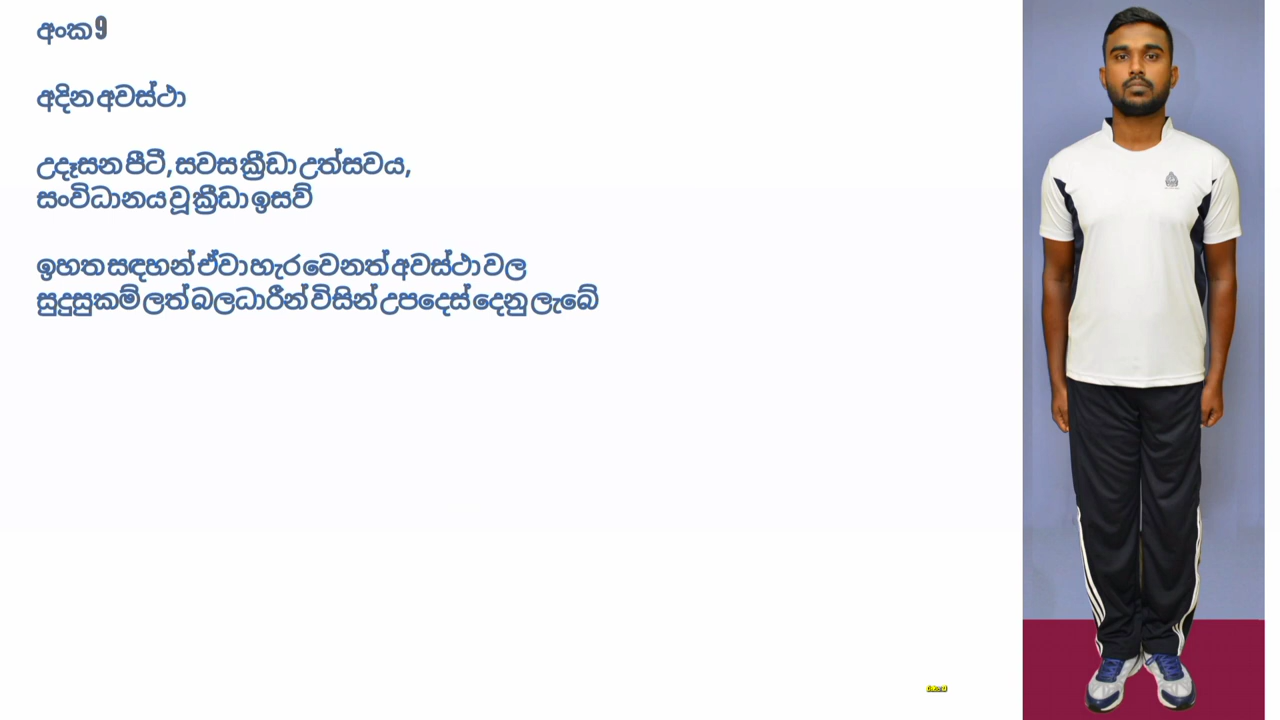 අංක 9
අදින අවස්ථා
උදෑසන පීටී, සවස ක්‍රීඩා උත්සවය,
සංවිධානය වූ ක්‍රීඩා ඉසව්
ඉහත සඳහන් ඒවා හැර වෙනත් අවස්ථා වල
සුදුසුකම් ලත් බලධාරීන් විසින් උපදෙස් දෙනු ලැබේ